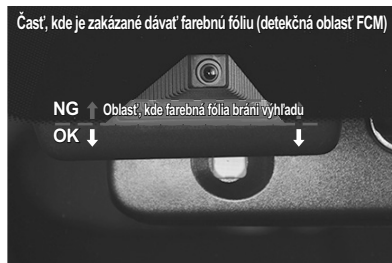 Časť, kde je zakázané dávať farebnú fóliu (detekčná oblasť FCM)
NG
Oblasť, kde farebná fólia bráni výhľadu
OK